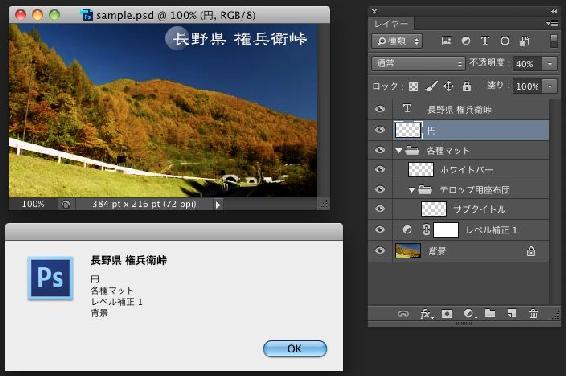 sample.psd @ 100% (円, RGB/8)
長野県 権兵衛峠
100%
384 pt x 216 pt (72 ppi)
Ps
長野県 権兵衛峠
円
各種マット
レベル補正 1
背景
OK
レイヤー
種類
通常
不透明度: 40%
ロック:
塗り: 100%
T 長野県 権兵衛峠
円
各種マット
ホワイトバー
テロップ用座布団
サブタイトル
レベル補正 1
背景
fx